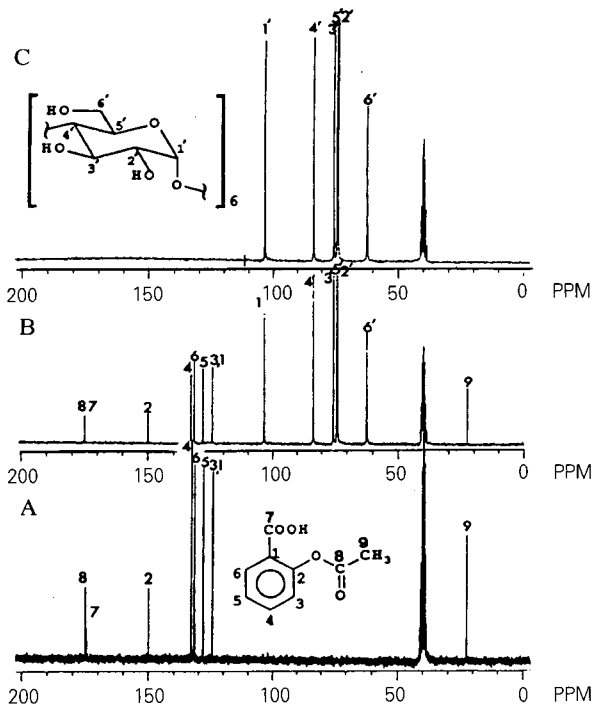 C
1' 4' 3' 5' 2' 6'
6'
HO
4' 5'
HO 1'
3' 2'
HO O
O
6
200 150 100 50 0 PPM
B
8 7 2 4 6 5 3,1 1 4' 3' 5' 2' 6' 9
200 150 100 50 0 PPM
A
8 7 2 4 6 5 3,1 9
7
COOH
1 O 8 9
C CH3
6 2 O
5 3
4
200 150 100 50 0 PPM